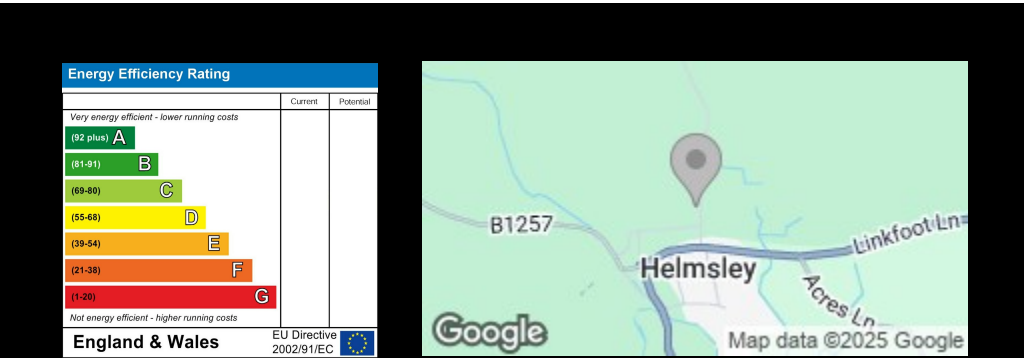 Energy Efficiency Rating
Current Potential
Very energy efficient - lower running costs
(92 plus) A
(81-91) B
(69-80) C
(55-68) D
(39-54) E
(21-38) F
(1-20) G
Not energy efficient - higher running costs
England & Wales
EU Directive
2002/91/EC
B1257
Linkfoot Ln
Helmsley
Acres Ln
Google
Map data ©2025 Google